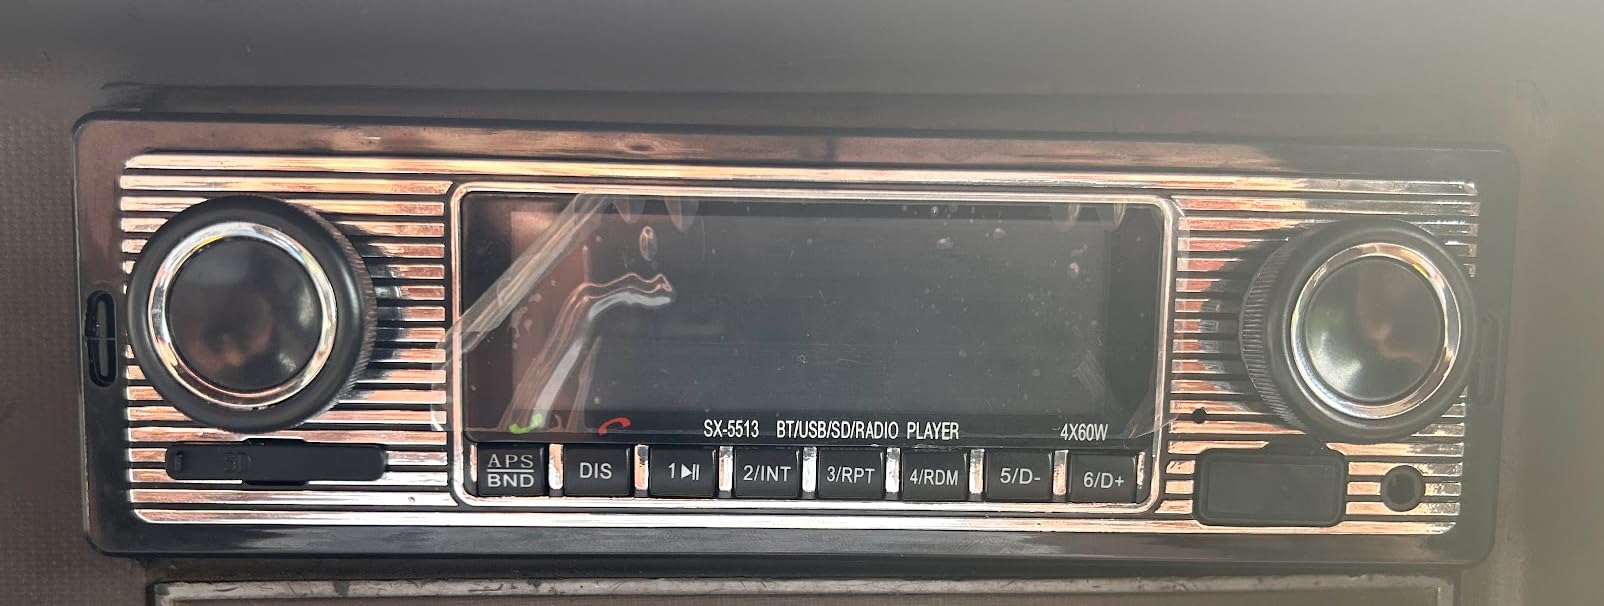 SX-5513 BT/USB/SD/RADIO PLAYER 4X60W
APS
BND
DIS
1
2/INT
3/RPT
4/RDM
5/D-
6/D+